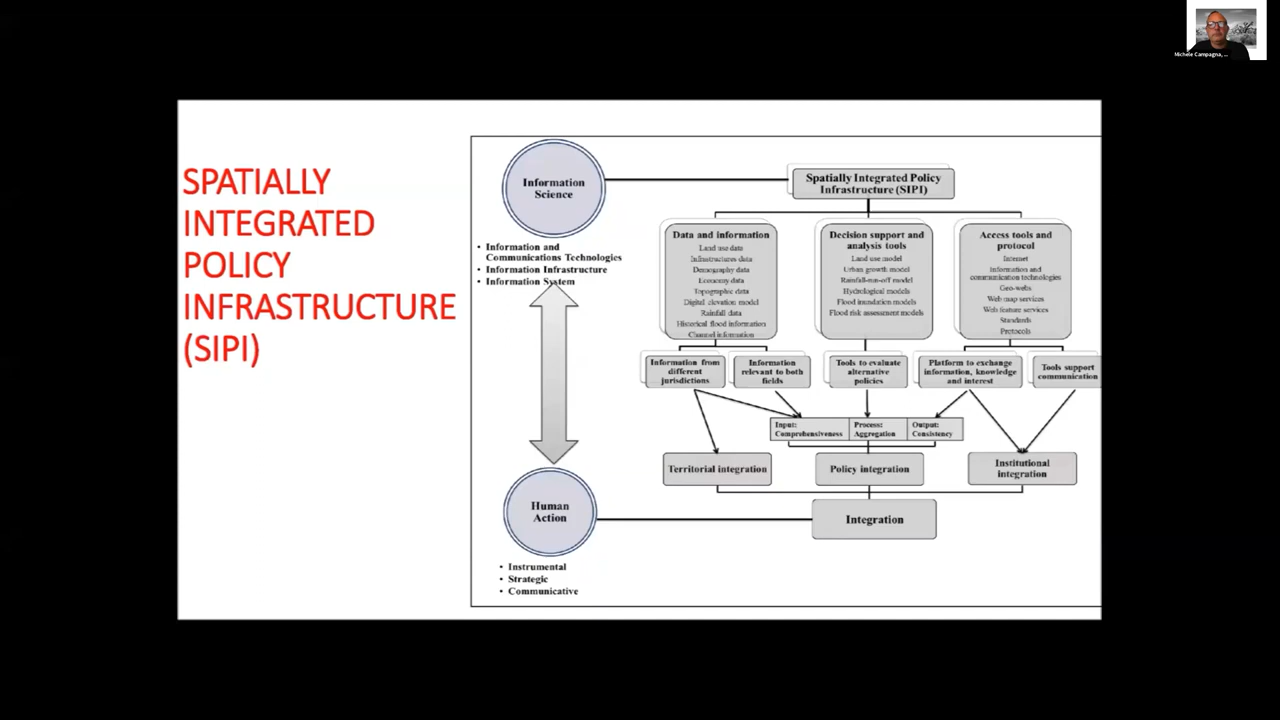 Michele Campagna, ...
SPATIALLY
INTEGRATED
POLICY
INFRASTRUCTURE
(SIPI)
Information
Science
• Information and
Communications Technologies
• Information Infrastructure
• Information System
Human
Action
• Instrumental
• Strategic
• Communicative
Spatially Integrated Policy
Infrastructure (SIPI)
Data and information
Land use data
Infrastructures data
Demography data
Economy data
Topographic data
Digital elevation model
Rainfall data
Historical flood information
Channel information
Decision support and
analysis tools
Land use model
Urban growth model
Rainfall-run-off model
Hydrological models
Flood inundation models
Flood risk assessment models
Access tools and
protocol
Internet
Information and
communication technologies
Geo-webs
Web map services
Web feature services
Standards
Protocols
Information from
different
jurisdictions
Information
relevant to both
fields
Tools to evaluate
alternative
policies
Platform to exchange
information, knowledge
and interest
Tools support
communication
Input:
Comprehensiveness
Process:
Aggregation
Output:
Consistency
Territorial integration
Policy integration
Institutional
integration
Integration